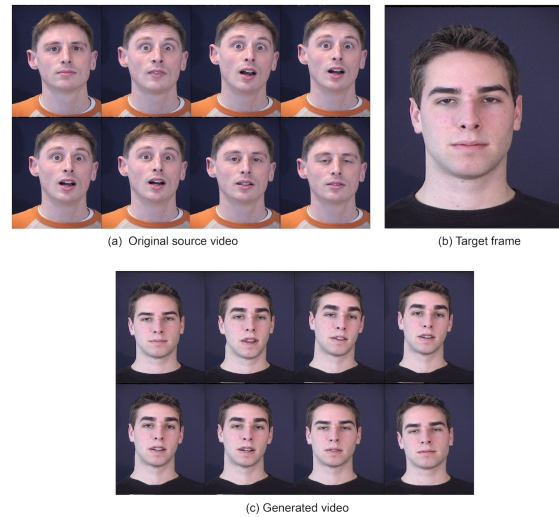 (a) Original source video
(b) Target frame
(c) Generated video